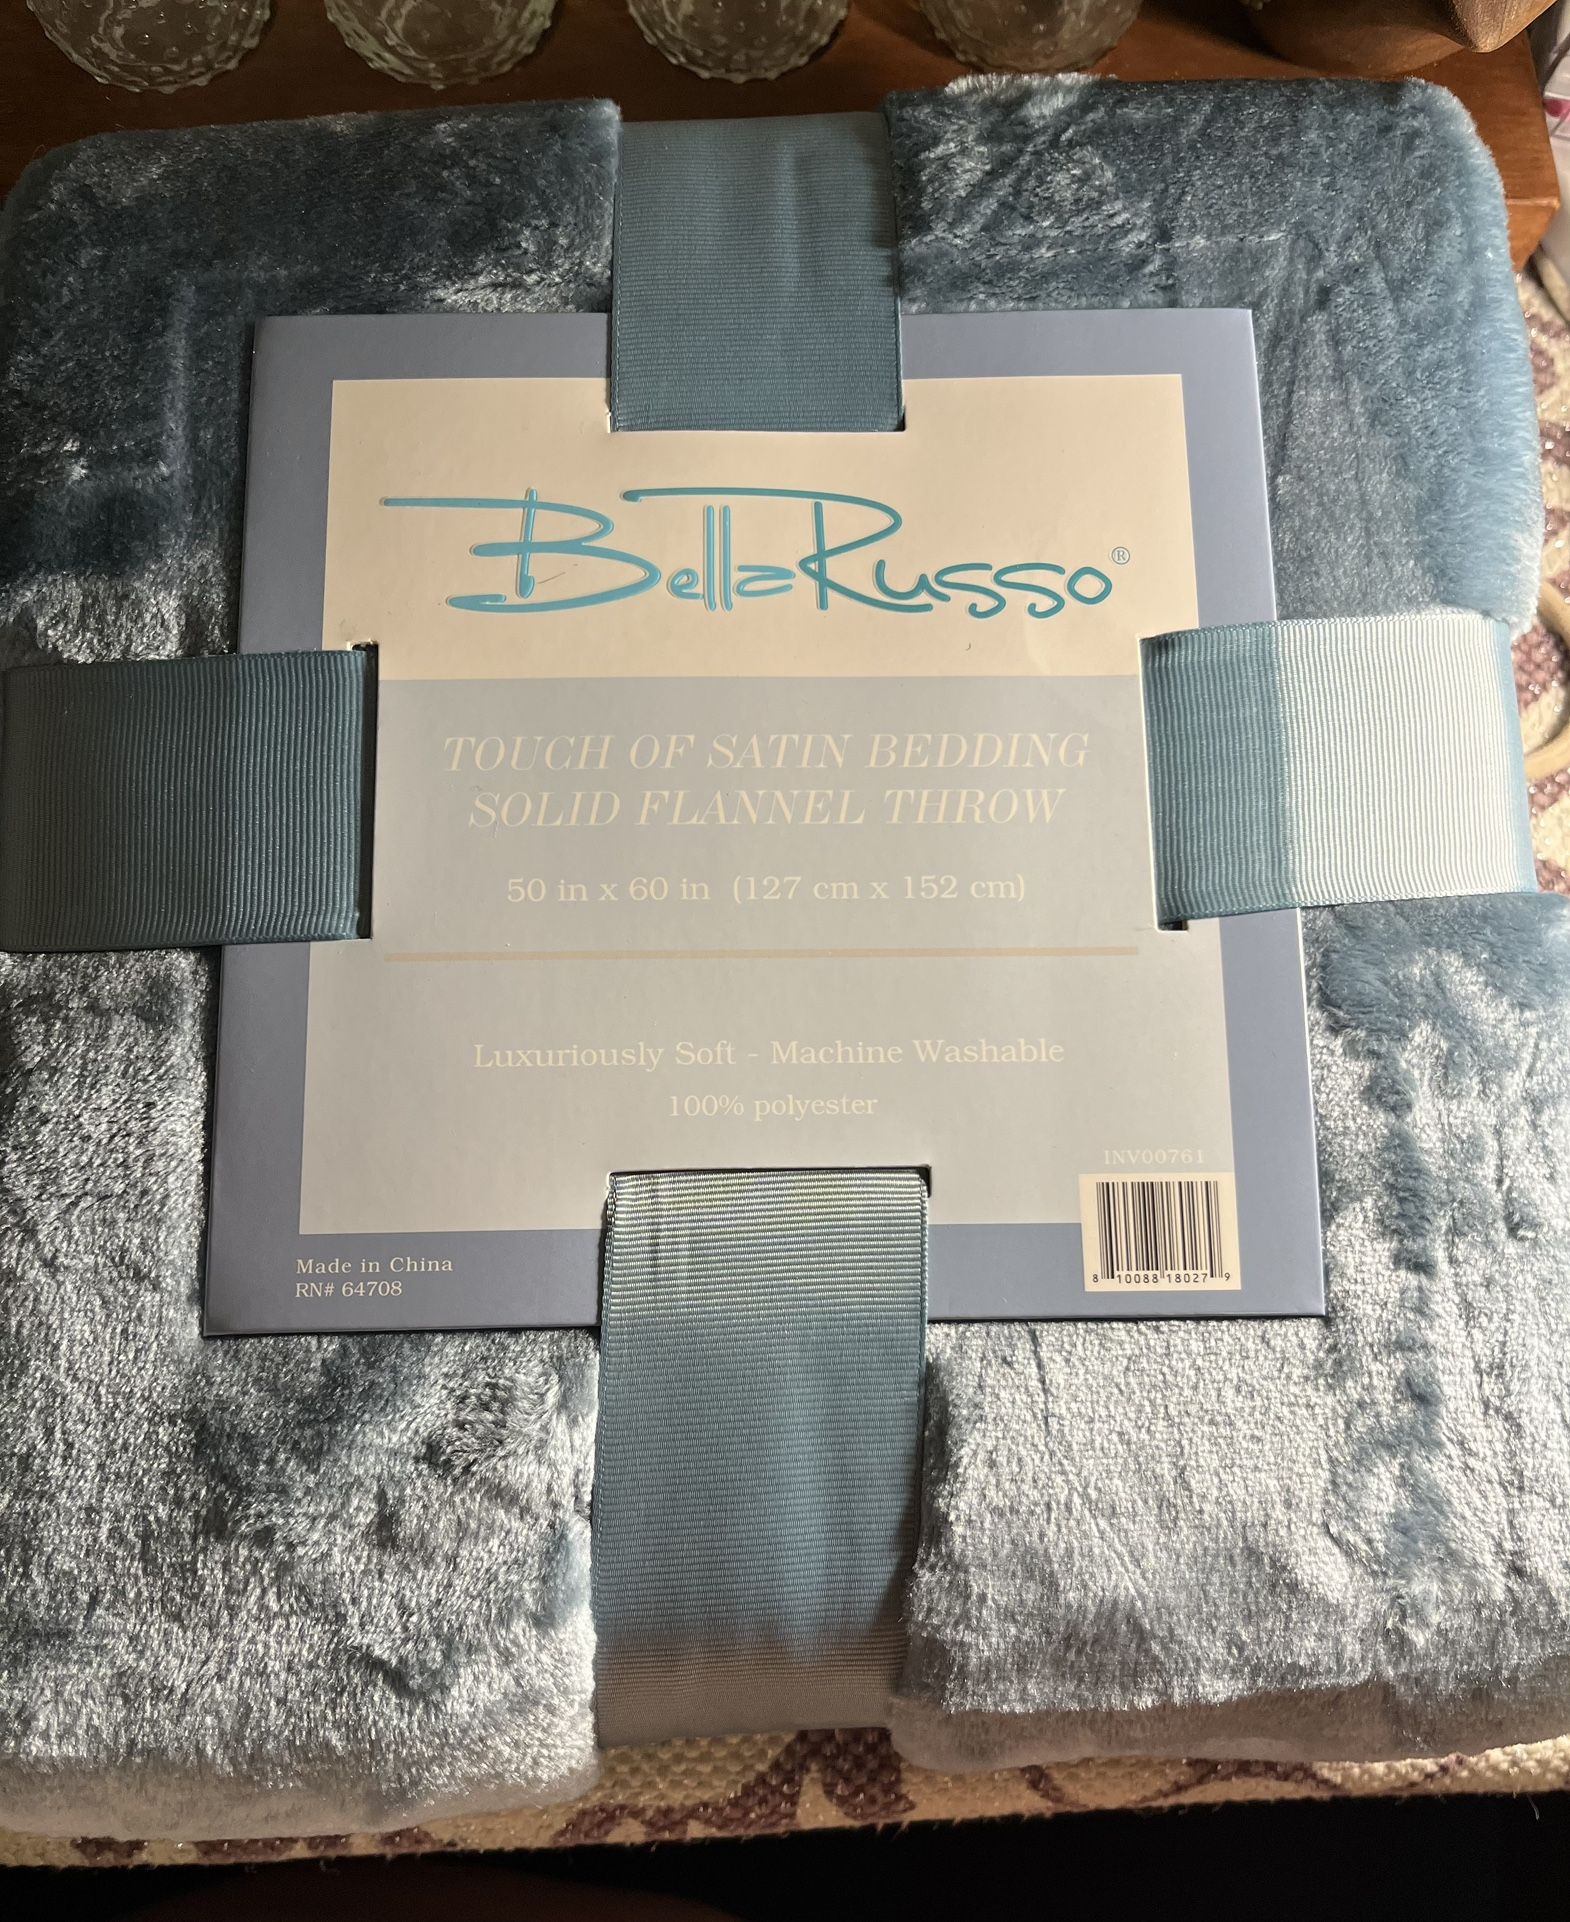 BellaRusso®
TOUCH OF SATIN BEDDING
SOLID FLANNEL THROW
50 in x 60 in (127 cm x 152 cm)
Luxuriously Soft - Machine Washable
100% polyester
INV00761
Made in China
RN# 64708
8 10088 18027 9